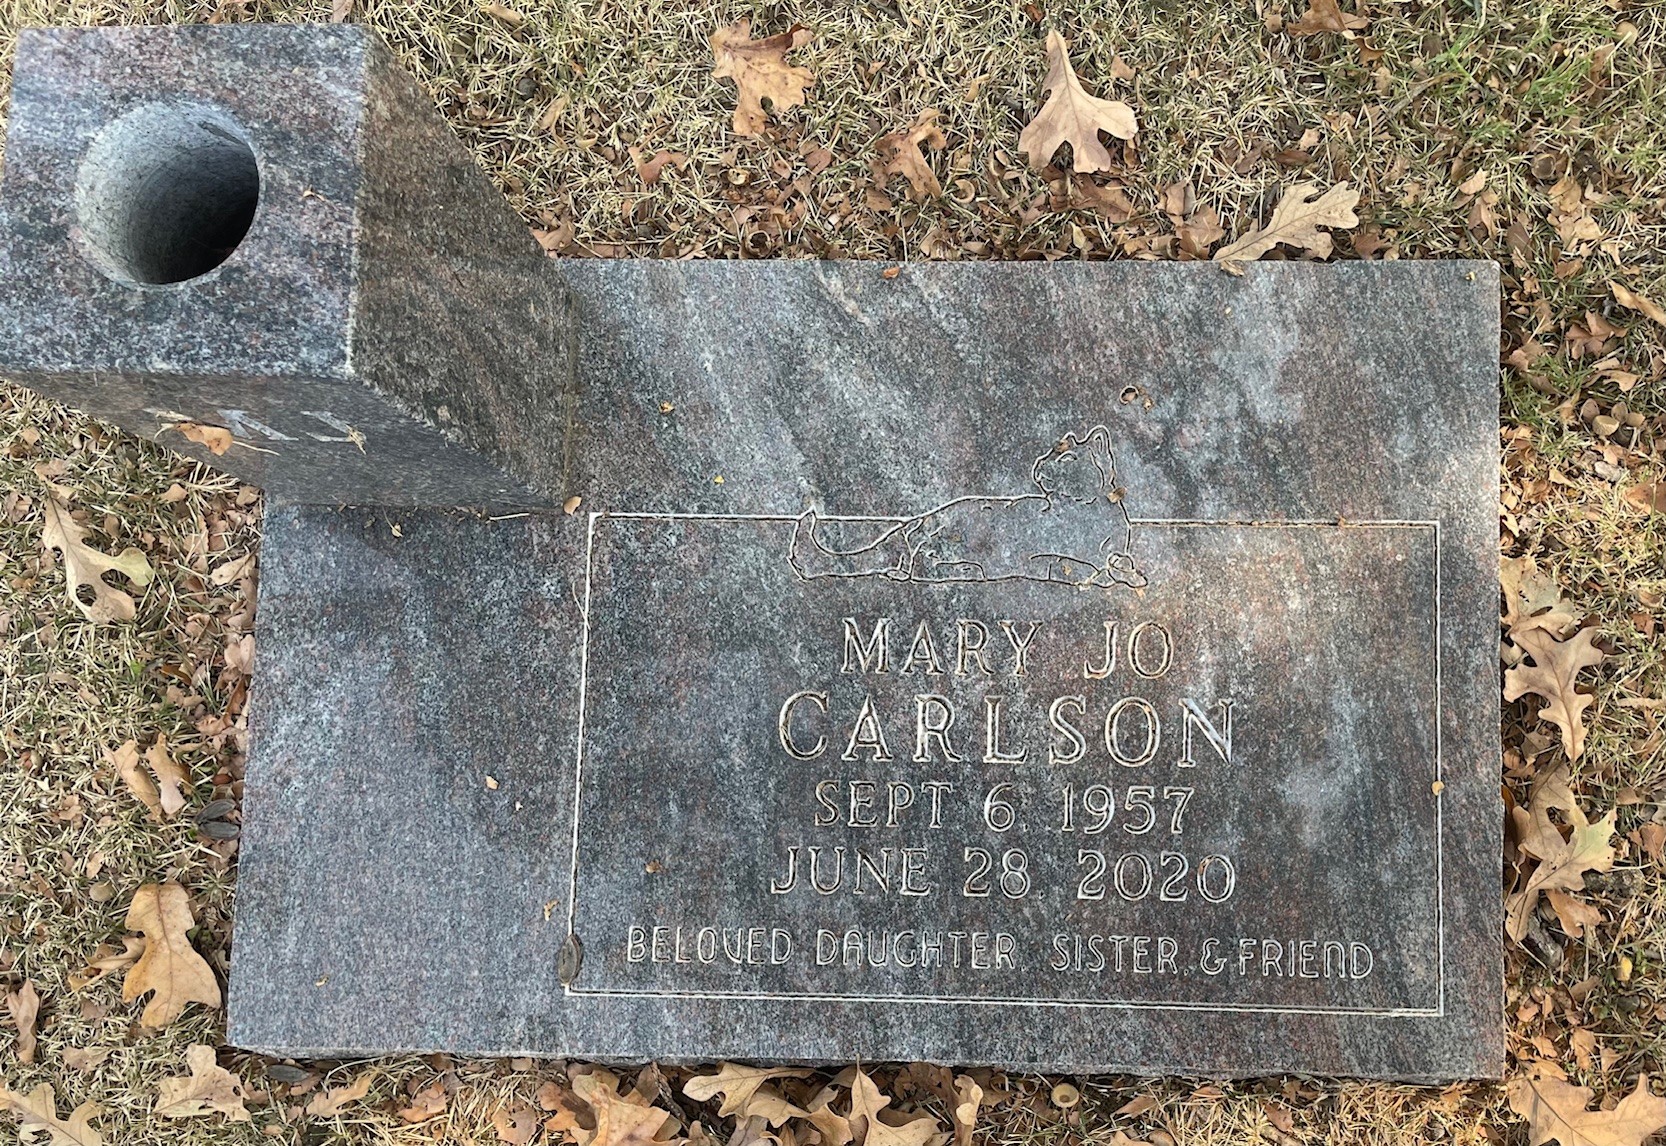 MARY JO
CARLSON
SEPT 6, 1957
JUNE 28, 2020
BELOVED DAUGHTER, SISTER, & FRIEND